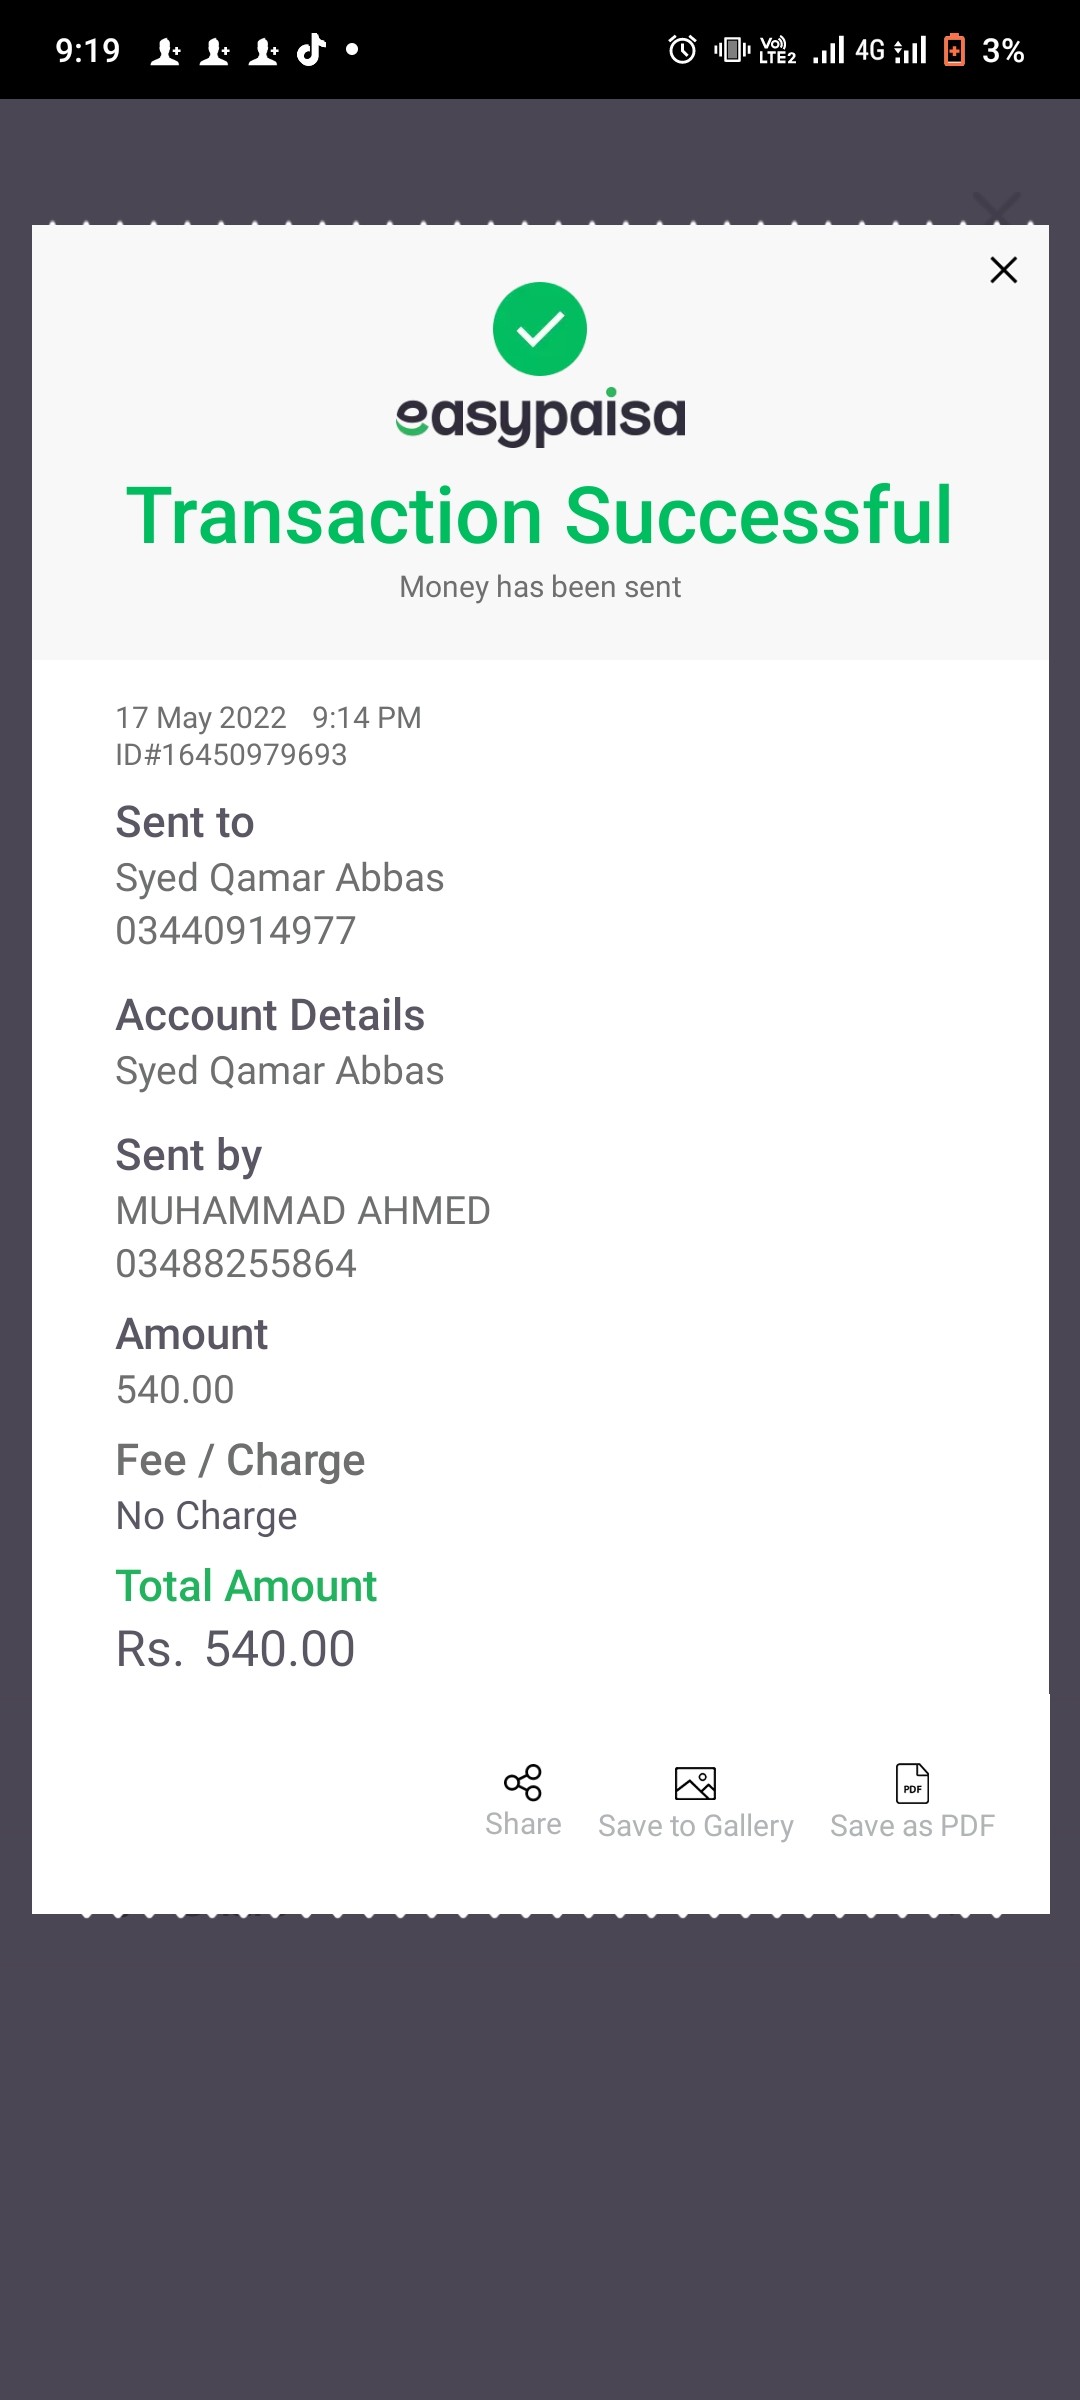 9:19 VoLTE2 4G 3%
easypaisa
Transaction Successful
Money has been sent
17 May 2022 9:14 PM
ID#16450979693
Sent to
Syed Qamar Abbas
03440914977
Account Details
Syed Qamar Abbas
Sent by
MUHAMMAD AHMED
03488255864
Amount
540.00
Fee / Charge
No Charge
Total Amount
Rs. 540.00
PDF
Share Save to Gallery Save as PDF